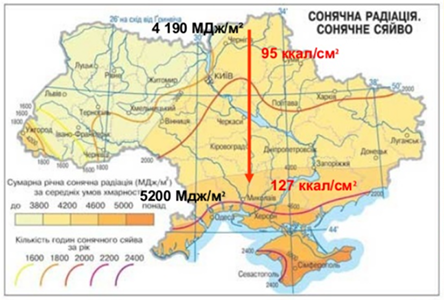 СОНЯЧНА РАДІАЦІЯ.
СОНЯЧНЕ СЯЙВО
26° на схід від Гринвіча
34°
4 190 МДж/м²
95 ккал/см²
Чернігів
Луцьк
Рівне
Житомир
КИЇВ
Суми
Львів
Тернопіль
Хмельницький
Полтава
Харків
50°
1600
Ужгород
Івано-Франківськ
Вінниця
Черкаси
Луганськ
1800
Чернівці
Кіровоград
Дніпропетровськ
Донецьк
Запоріжжя
127 ккал/см²
5200 Мдж/м²
Миколаїв
Одеса
Херсон
2200
44°
2400
Сімферополь
Севастополь
Сумарна річна сонячна радіація (МДж/м²)
за середніх умов хмарності
до 3800 4200 4600 5000 понад
Кількість годин сонячного сяйва
за рік
1600 1800 2000 2200 2400